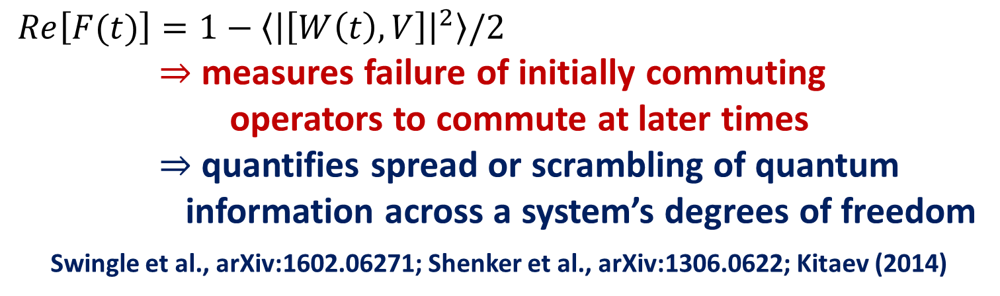 Re[F(t)] = 1 − ⟨|[W(t), V]|²⟩/2
⇒ measures failure of initially commuting
operators to commute at later times
⇒ quantifies spread or scrambling of quantum
information across a system’s degrees of freedom
Swingle et al., arXiv:1602.06271; Shenker et al., arXiv:1306.0622; Kitaev (2014)